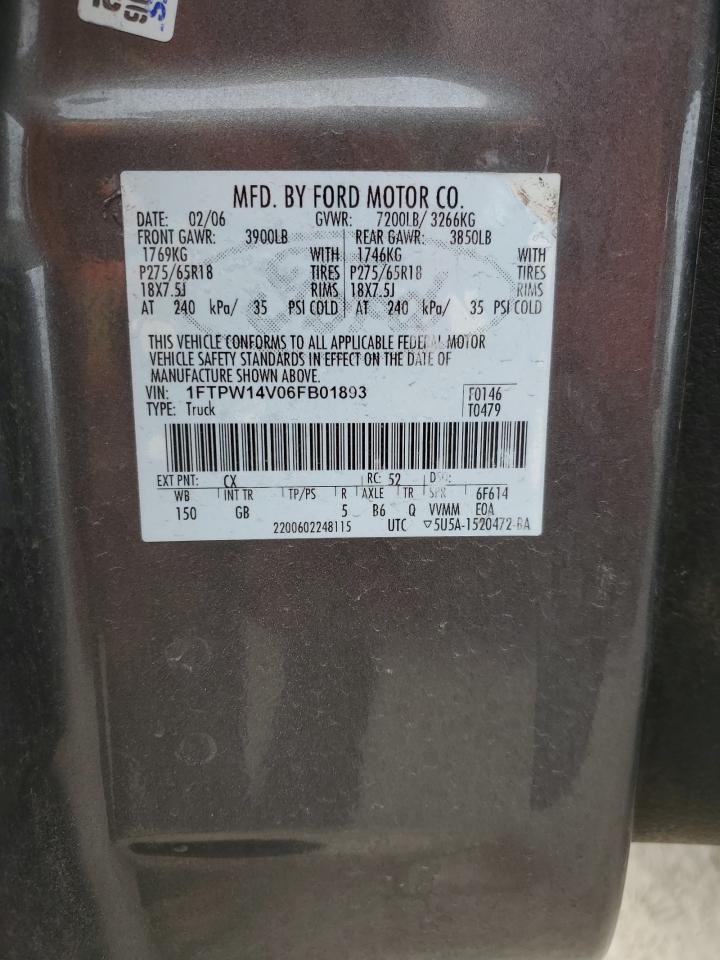 MFD. BY FORD MOTOR CO.
DATE: 02/06 GVWR: 7200LB/ 3266KG
FRONT GAWR: 3900LB REAR GAWR: 3850LB
1769KG WITH 1746KG WITH
P275/65R18 TIRES P275/65R18 TIRES
18X7.5J RIMS 18X7.5J RIMS
AT 240 kPa/ 35 PSI COLD AT 240 kPa/ 35 PSI COLD
THIS VEHICLE CONFORMS TO ALL APPLICABLE FEDERAL MOTOR
VEHICLE SAFETY STANDARDS IN EFFECT ON THE DATE OF
MANUFACTURE SHOWN ABOVE.
VIN: 1FTPW14V06FB01893 F0146
TYPE: Truck T0479
EXT PNT: CX RC: 52 DSO:
WB INT TR TP/PS R AXLE TR SPR 6F614
150 GB 5 B6 Q VVMM E0A
2200602248115 UTC ▽5U5A-1520472-BA